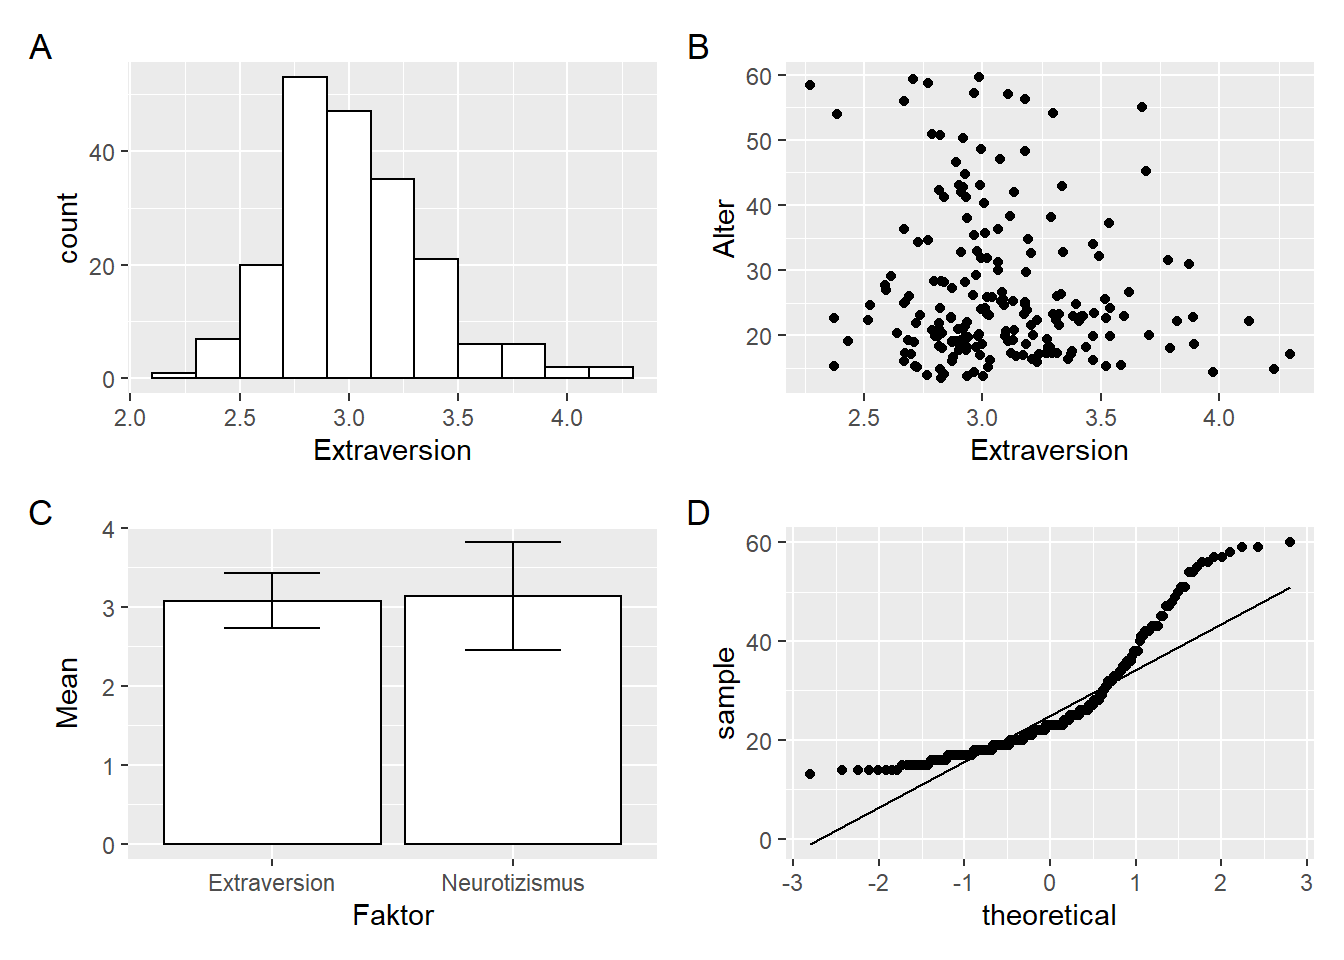 A
count
40
20
0
2.0 2.5 3.0 3.5 4.0
Extraversion
B
Alter
60
50
40
30
20
2.5 3.0 3.5 4.0
Extraversion
C
Mean
4
3
2
1
0
Extraversion Neurotizismus
Faktor
D
sample
60
40
20
0
-3 -2 -1 0 1 2 3
theoretical